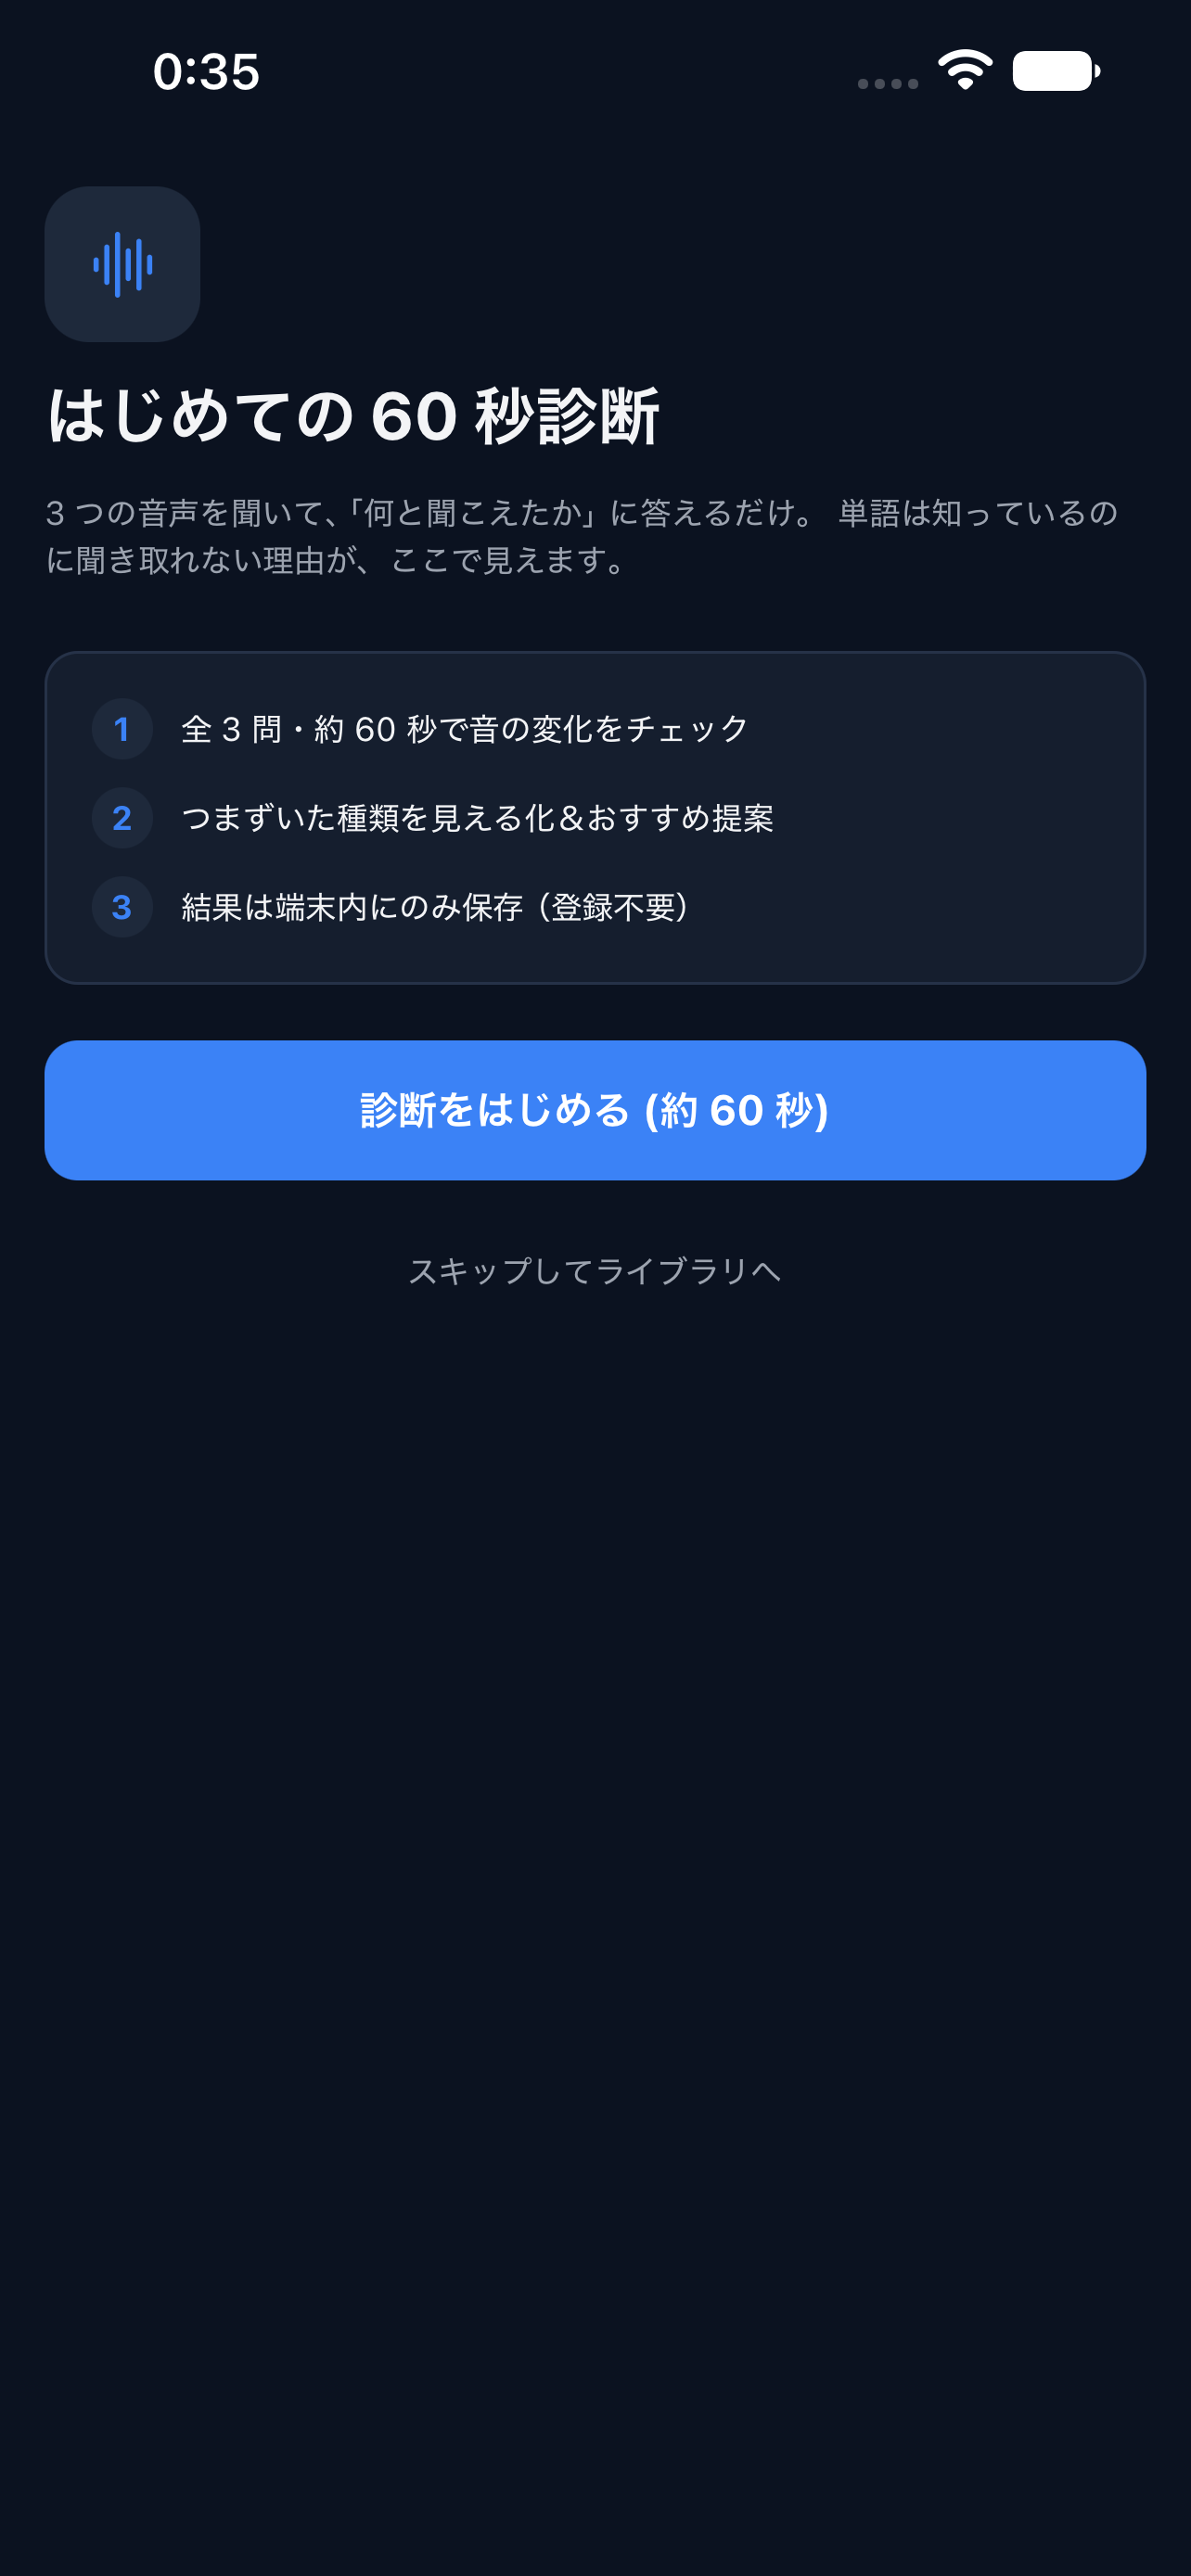 0:35
はじめての 60 秒診断
3 つの音声を聞いて、「何と聞こえたか」に答えるだけ。 単語は知っているの
に聞き取れない理由が、ここで見えます。
1 全 3 問・約 60 秒で音の変化をチェック
2 つまずいた種類を見える化＆おすすめ提案
3 結果は端末内にのみ保存（登録不要）
診断をはじめる (約 60 秒)
スキップしてライブラリへ